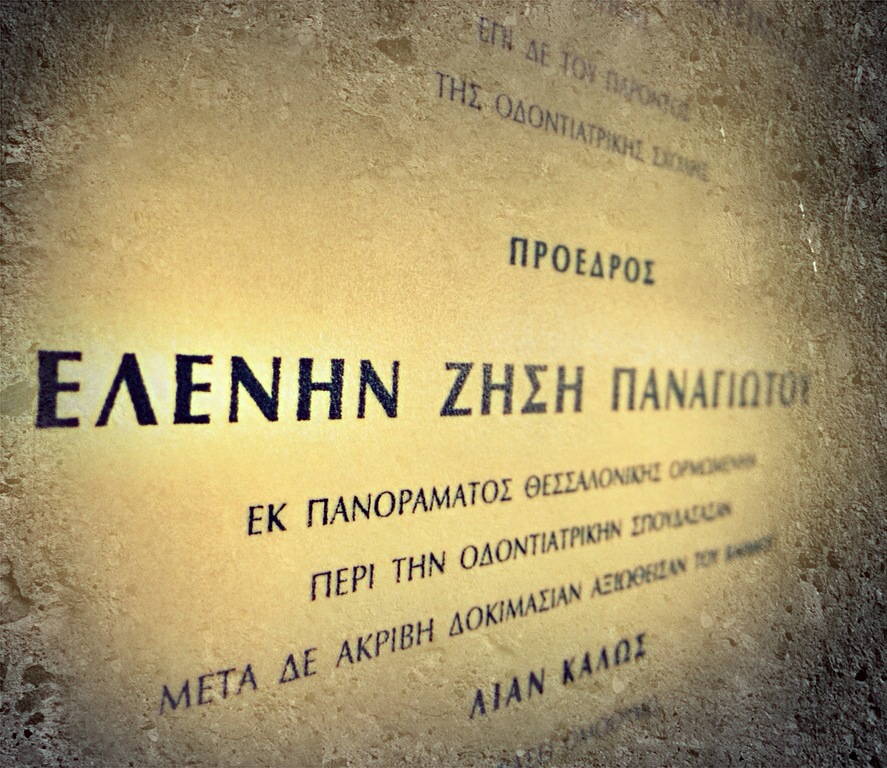 ΕΠΙ ΔΕ ΤΟΥ ΠΑΡΟΝΤΟΣ
ΤΗΣ ΟΔΟΝΤΙΑΤΡΙΚΗΣ ΣΧΟΛΗΣ
ΠΡΟΕΔΡΟΣ
ΕΛΕΝΗΝ ΖΗΣΗ ΠΑΝΑΓΙΩΤΟΥ
ΕΚ ΠΑΝΟΡΑΜΑΤΟΣ ΘΕΣΣΑΛΟΝΙΚΗΣ ΟΡΜΩΜΕΝΗΝ
ΠΕΡΙ ΤΗΝ ΟΔΟΝΤΙΑΤΡΙΚΗΝ ΣΠΟΥΔΑΣΑΣΑΝ
ΜΕΤΑ ΔΕ ΑΚΡΙΒΗ ΔΟΚΙΜΑΣΙΑΝ ΑΞΙΩΘΕΙΣΑΝ ΤΟΥ ΒΑΘΜΟΥ
ΛΙΑΝ ΚΑΛΩΣ